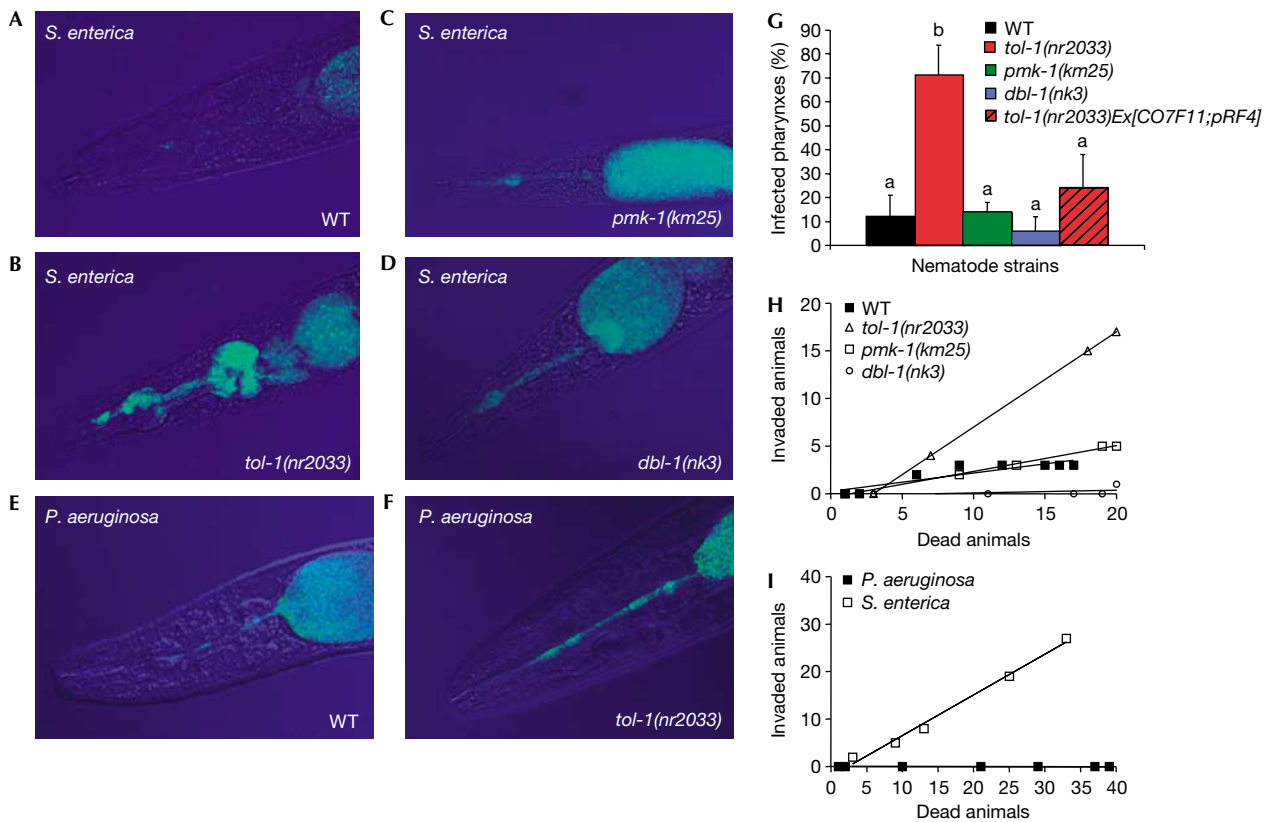 A
S. enterica
WT
C
S. enterica
pmk-1(km25)
B
S. enterica
tol-1(nr2033)
D
S. enterica
dbl-1(nk3)
E
P. aeruginosa
WT
F
P. aeruginosa
tol-1(nr2033)
G
Infected pharynxes (%)
90
80
70
60
50
40
30
20
10
0
a
b
a
a
a
WT
tol-1(nr2033)
pmk-1(km25)
dbl-1(nk3)
tol-1(nr2033)Ex[CO7F11;pRF4]
Nematode strains
H
Invaded animals
20
15
10
5
0
WT
tol-1(nr2033)
pmk-1(km25)
dbl-1(nk3)
0 5 10 15 20
Dead animals
I
Invaded animals
40
30
20
10
0
P. aeruginosa
S. enterica
0 5 10 15 20 25 30 35 40
Dead animals